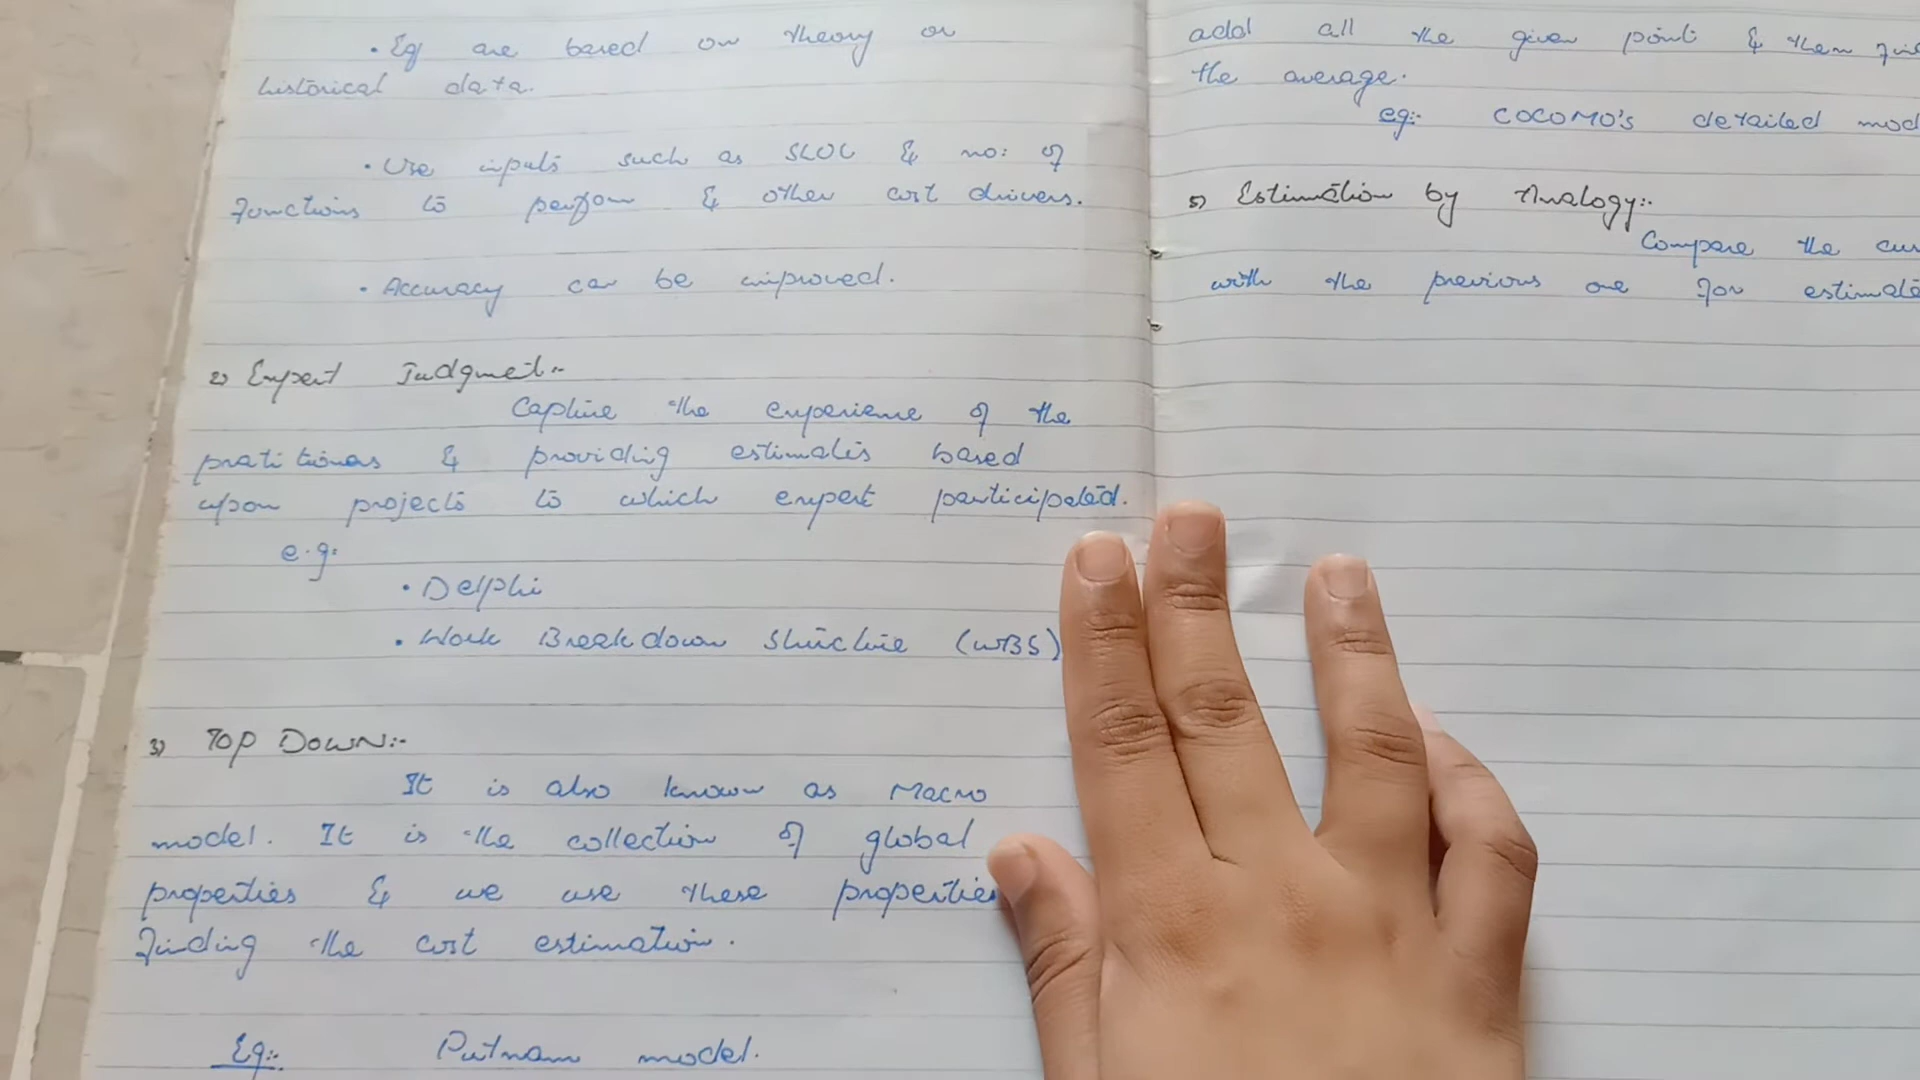 • Eq are based on theory or
historical data.
• Use inputs such as SLOC & no: of
functions to perform & other cost drivers.
• Accuracy can be improved.
2) Expert Judgment:-
Capture the experience of the
pratitioners & providing estimates based
upon projects to which expert participated.
e.g:
• Delphi
• Work Breakdown Structure (WBS)
3) TOP DOWN:-
It is also known as Macro
model. It is the collection of global
properties & we use these properties
finding the cost estimation.
Eg:- Putnam model.
add all the given point & them
the average.
eg:- COCOMO's detailed
5) Estimation by Analogy:-
Compare the
with the previous one for